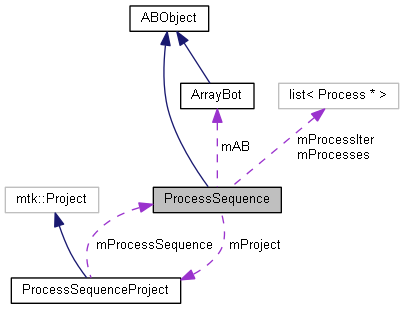 ABObject
ArrayBot
list< Process * >
mAB
mProcessIter
mProcesses
mtk::Project
ProcessSequence
mProcessSequence
mProject
ProcessSequenceProject